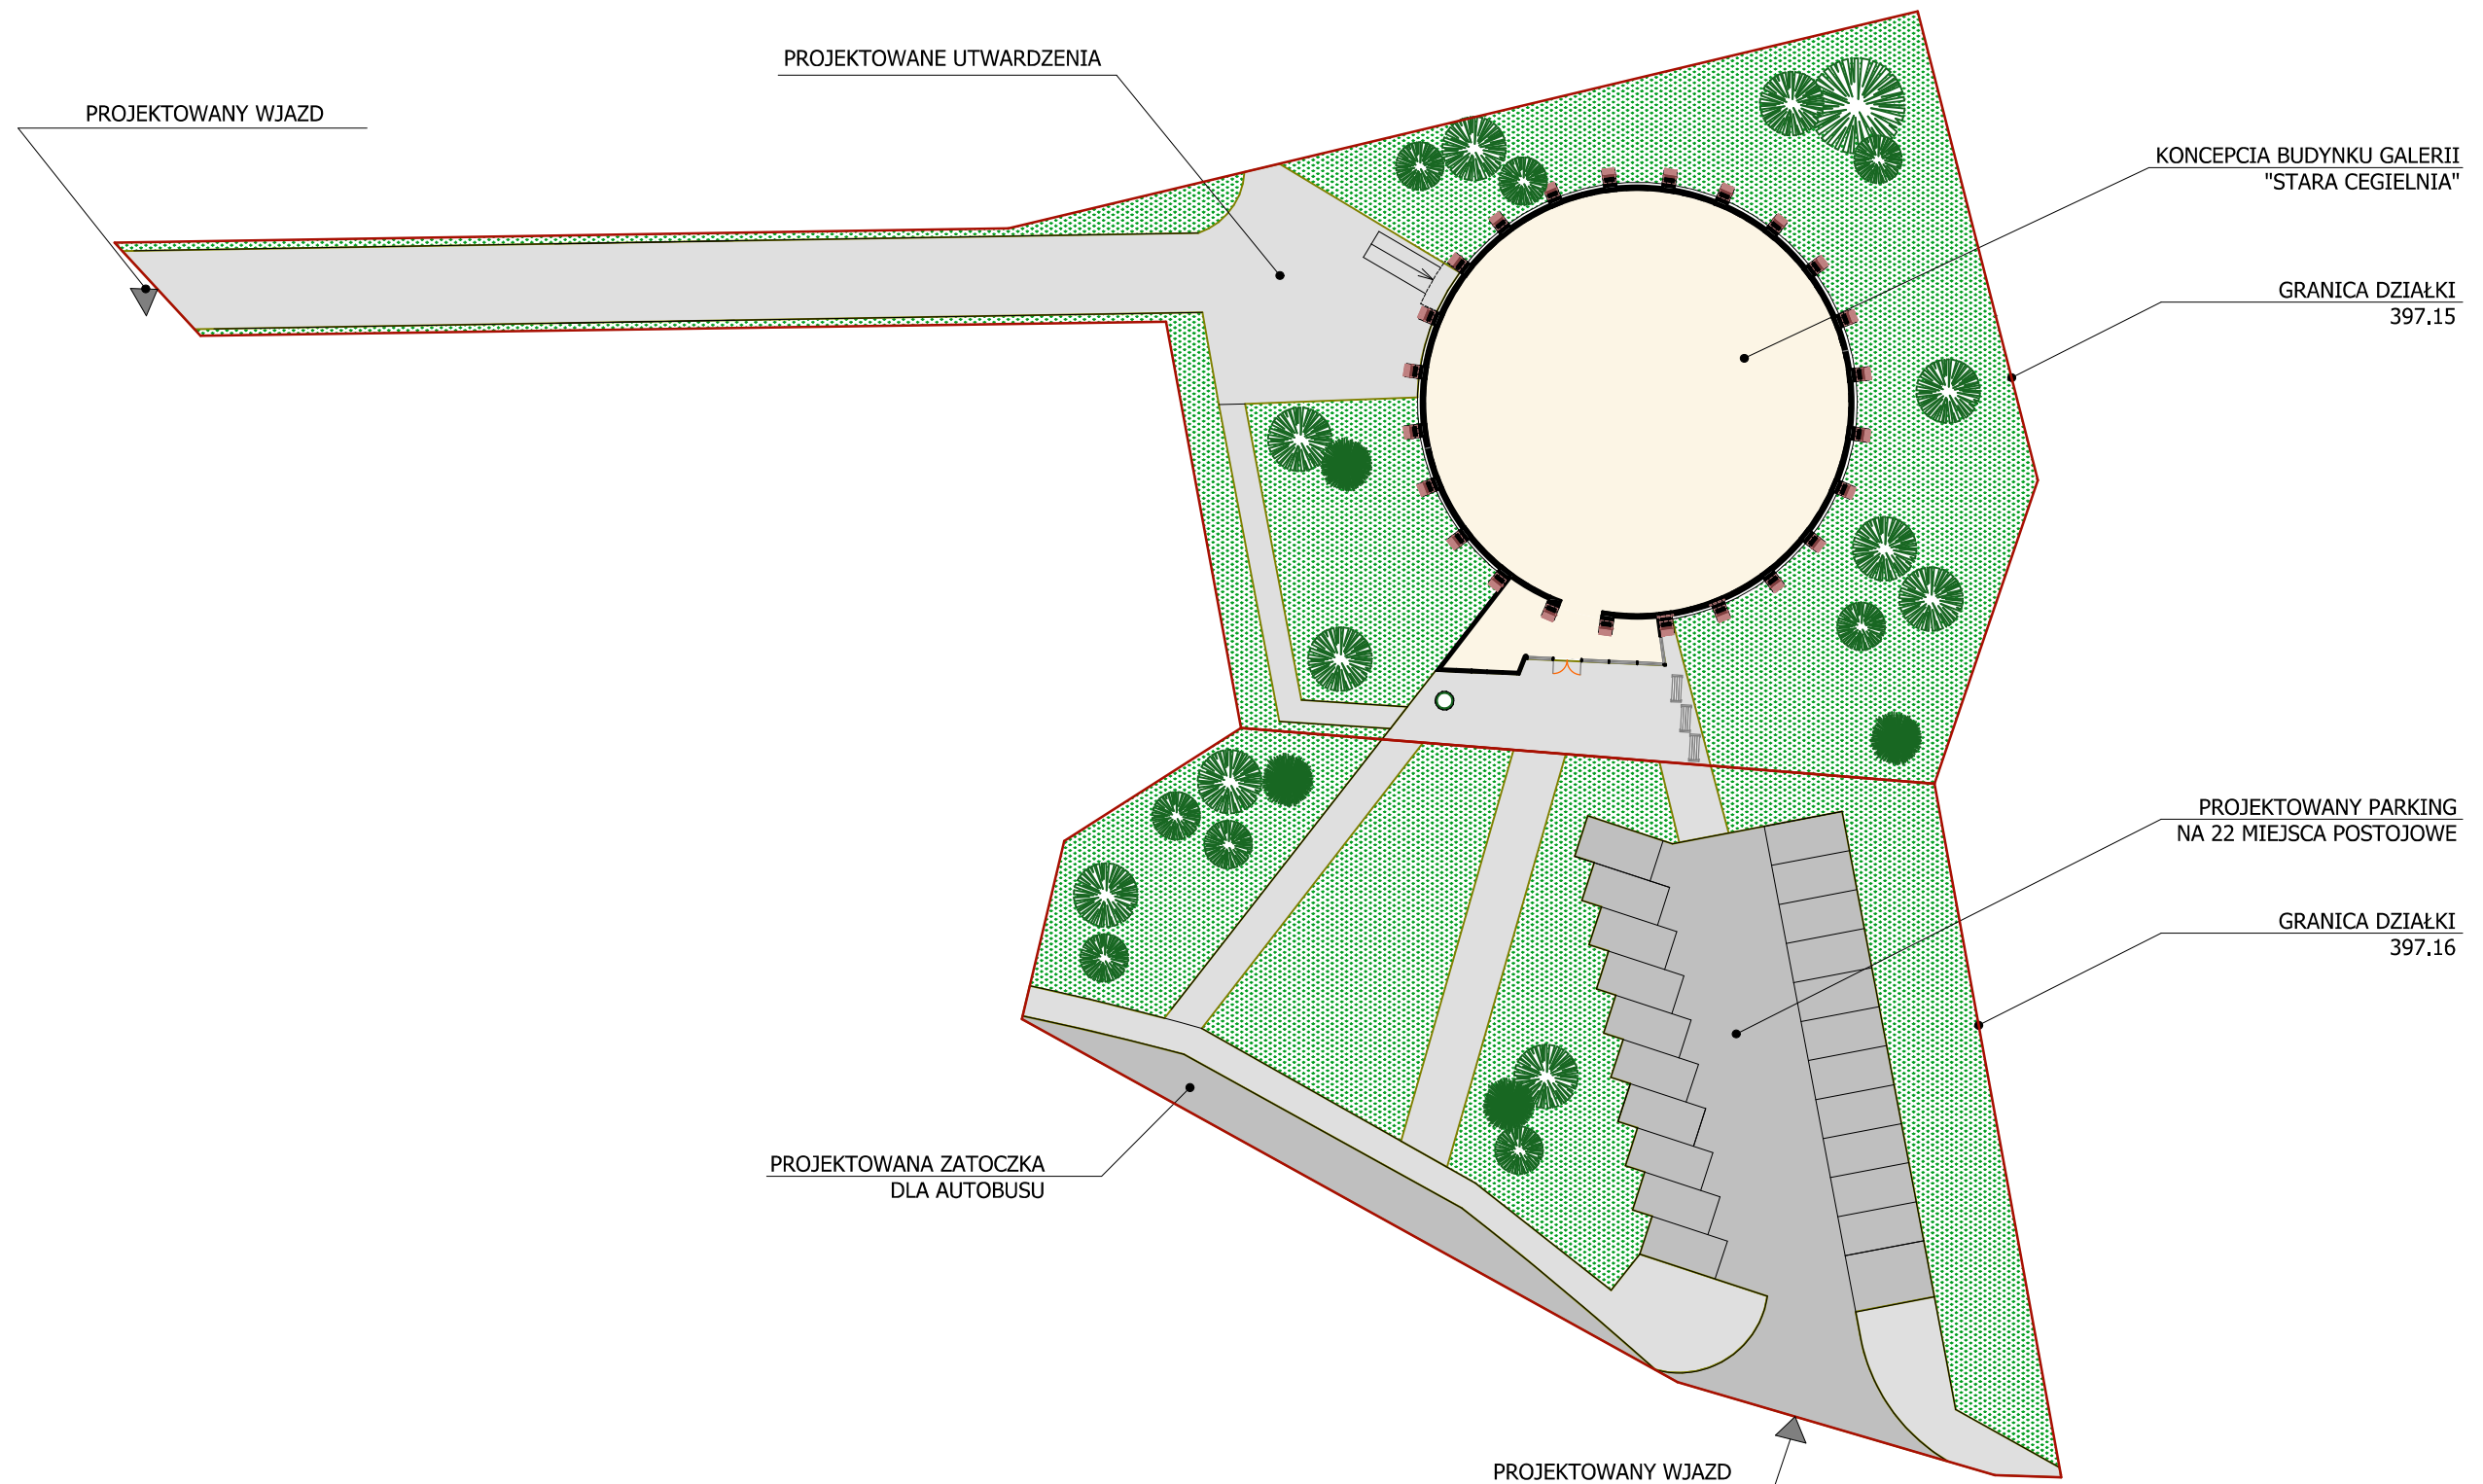 PROJEKTOWANE UTWARDZENIA
PROJEKTOWANY WJAZD
KONCEPCIA BUDYNKU GALERII
"STARA CEGIELNIA"
GRANICA DZIAŁKI
397.15
PROJEKTOWANY PARKING
NA 22 MIEJSCA POSTOJOWE
GRANICA DZIAŁKI
397.16
PROJEKTOWANA ZATOCZKA
DLA AUTOBUSU
PROJEKTOWANY WJAZD